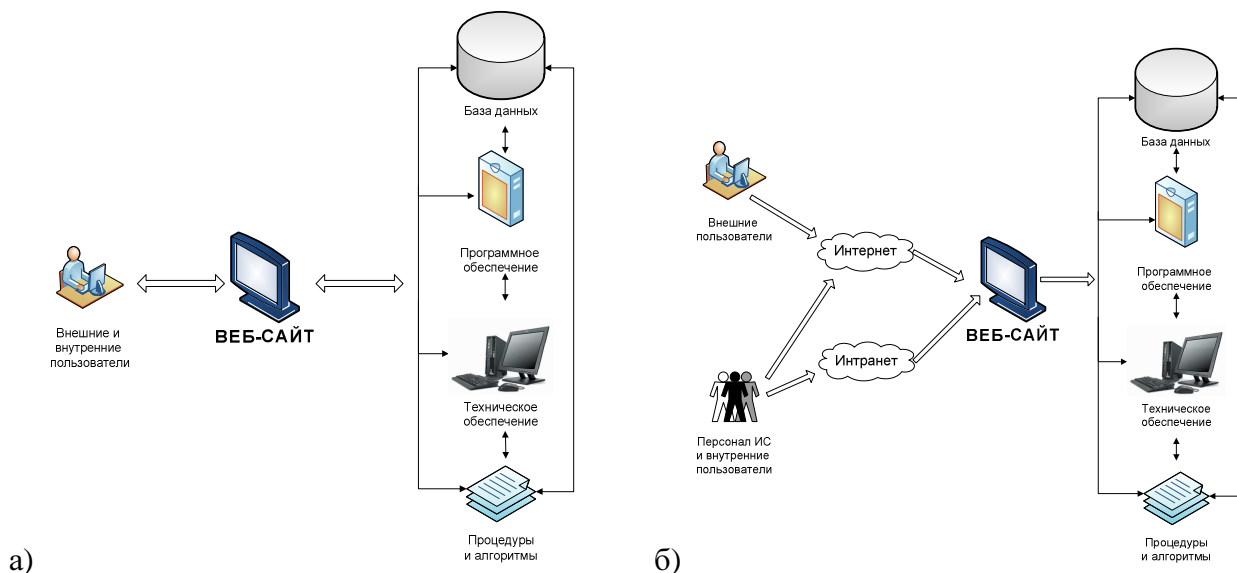 База данных
Программное
обеспечение
Внешние и
внутренние
пользователи
ВЕБ-САЙТ
Техническое
обеспечение
Процедуры
и алгоритмы
а)
База данных
Внешние
пользователи
Интернет
Программное
обеспечение
ВЕБ-САЙТ
Интранет
Техническое
обеспечение
Персонал ИС
и внутренние
пользователи
Процедуры
и алгоритмы
б)